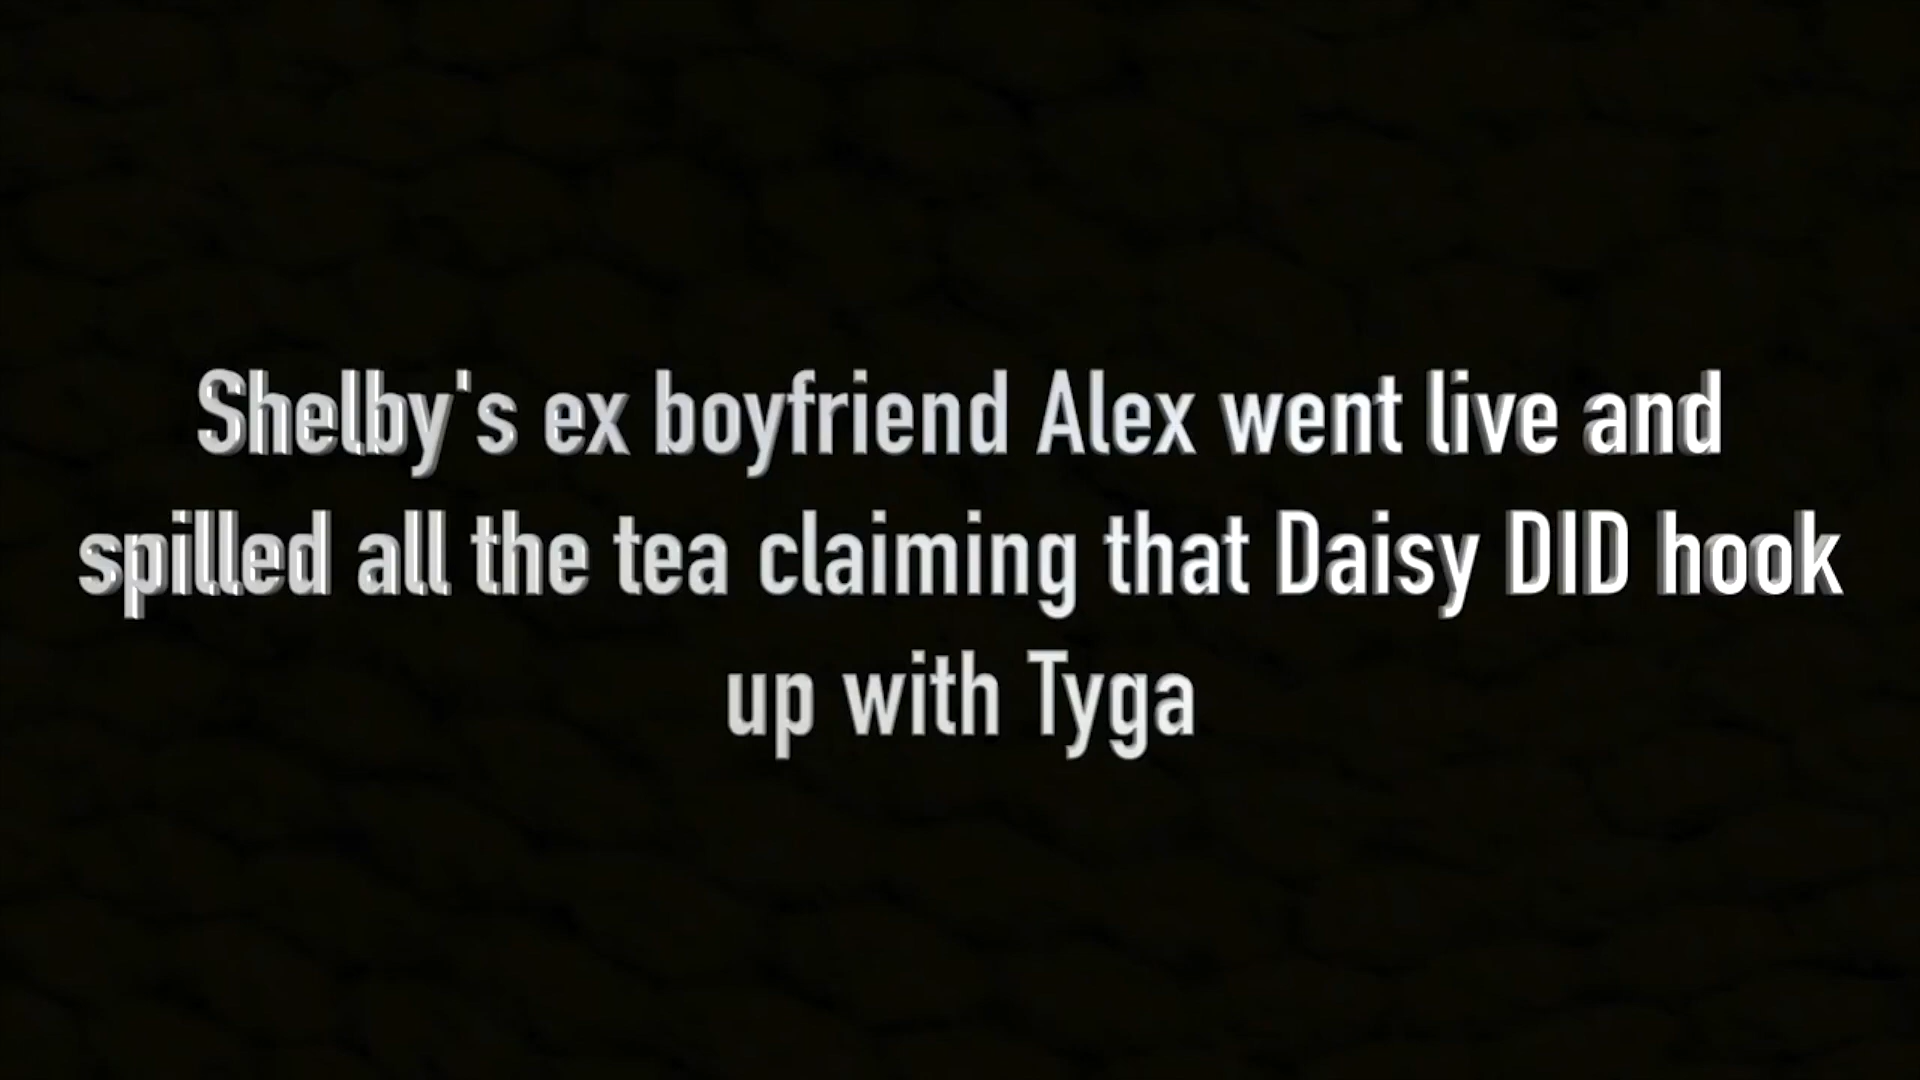 Shelby's ex boyfriend Alex went live and
spilled all the tea claiming that Daisy DID hook
up with Tyga